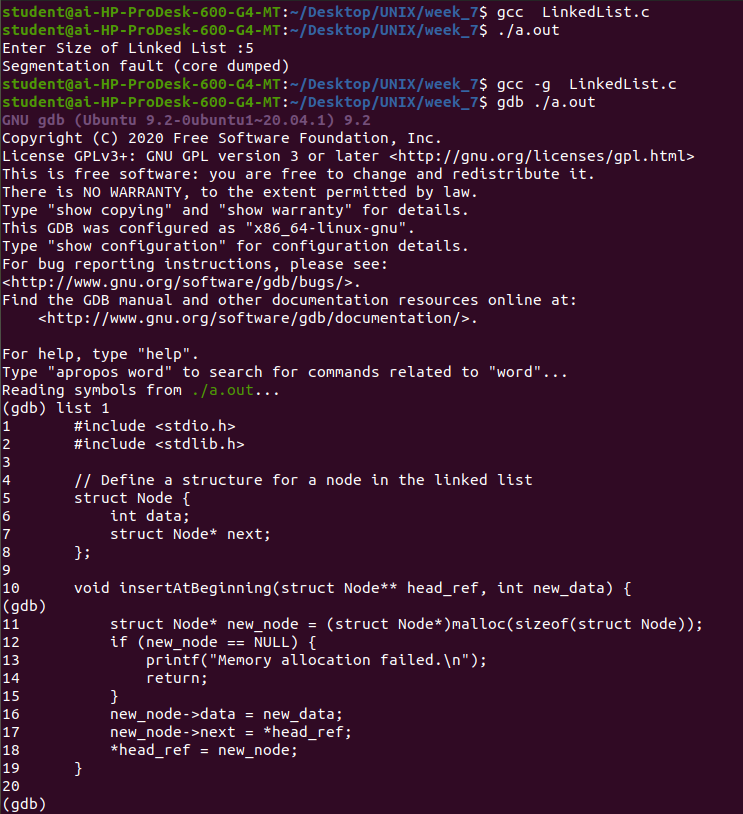 student@ai-HP-ProDesk-600-G4-MT:~/Desktop/UNIX/week_7$ gcc  LinkedList.c
student@ai-HP-ProDesk-600-G4-MT:~/Desktop/UNIX/week_7$ ./a.out
Enter Size of Linked List :5
Segmentation fault (core dumped)
student@ai-HP-ProDesk-600-G4-MT:~/Desktop/UNIX/week_7$ gcc -g  LinkedList.c
student@ai-HP-ProDesk-600-G4-MT:~/Desktop/UNIX/week_7$ gdb ./a.out
GNU gdb (Ubuntu 9.2-0ubuntu1~20.04.1) 9.2
Copyright (C) 2020 Free Software Foundation, Inc.
License GPLv3+: GNU GPL version 3 or later <http://gnu.org/licenses/gpl.html>
This is free software: you are free to change and redistribute it.
There is NO WARRANTY, to the extent permitted by law.
Type "show copying" and "show warranty" for details.
This GDB was configured as "x86_64-linux-gnu".
Type "show configuration" for configuration details.
For bug reporting instructions, please see:
<http://www.gnu.org/software/gdb/bugs/>.
Find the GDB manual and other documentation resources online at:
    <http://www.gnu.org/software/gdb/documentation/>.

For help, type "help".
Type "apropos word" to search for commands related to "word"...
Reading symbols from ./a.out...
(gdb) list 1
1       #include <stdio.h>
2       #include <stdlib.h>
3
4       // Define a structure for a node in the linked list
5       struct Node {
6           int data;
7           struct Node* next;
8       };
9
10      void insertAtBeginning(struct Node** head_ref, int new_data) {
(gdb)
11          struct Node* new_node = (struct Node*)malloc(sizeof(struct Node));
12          if (new_node == NULL) {
13              printf("Memory allocation failed.\n");
14              return;
15          }
16          new_node->data = new_data;
17          new_node->next = *head_ref;
18          *head_ref = new_node;
19      }
20
(gdb)